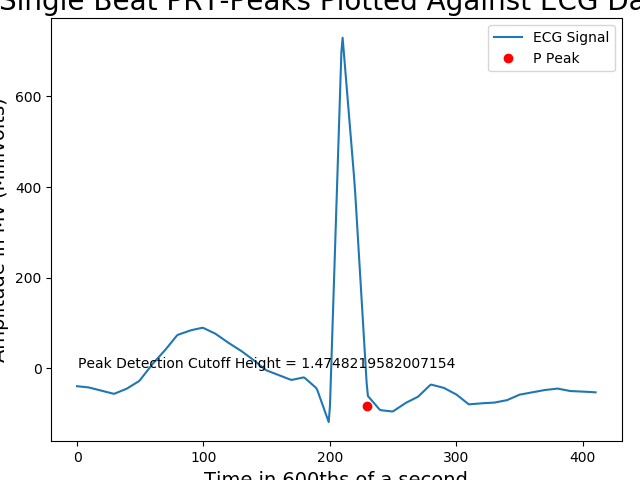 Single Beat PRT-Peaks Plotted Against ECG Da
ECG Signal
P Peak
Amplitude in MV (Millivolts)
600
400
200
0
Peak Detection Cutoff Height = 1.4748219582007154
0 100 200 300 400
Time in 600ths of a second